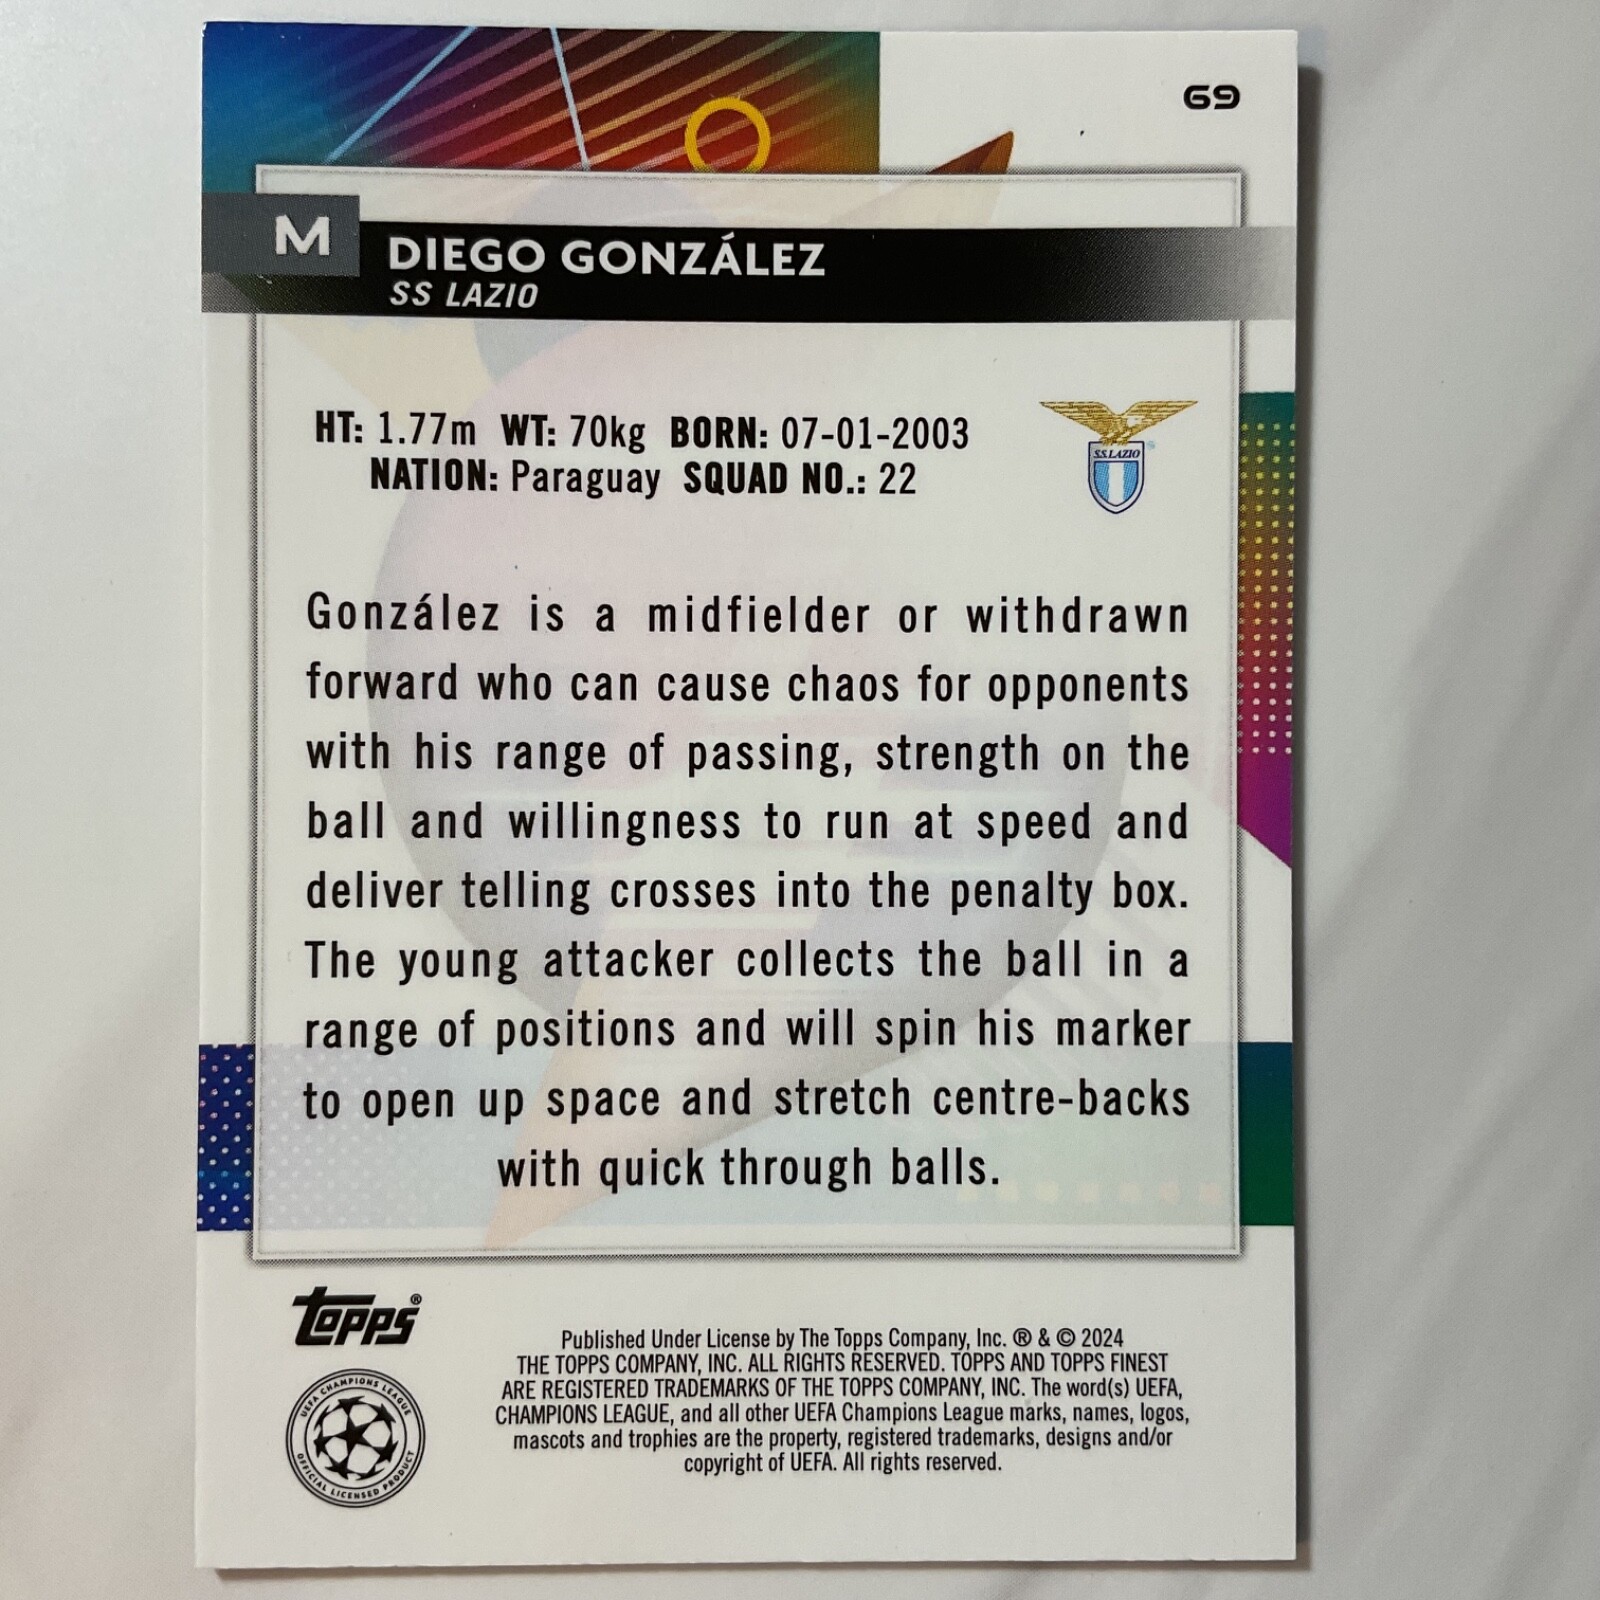 69
M
DIEGO GONZÁLEZ
SS LAZIO
HT: 1.77m WT: 70kg BORN: 07-01-2003
NATION: Paraguay SQUAD NO.: 22
S.S.LAZIO
González is a midfielder or withdrawn
forward who can cause chaos for opponents
with his range of passing, strength on the
ball and willingness to run at speed and
deliver telling crosses into the penalty box.
The young attacker collects the ball in a
range of positions and will spin his marker
to open up space and stretch centre-backs
with quick through balls.
Topps®
UEFA CHAMPIONS LEAGUE
OFFICIAL LICENSED PRODUCT
Published Under License by The Topps Company, Inc. ® & © 2024
THE TOPPS COMPANY, INC. ALL RIGHTS RESERVED. TOPPS AND TOPPS FINEST
ARE REGISTERED TRADEMARKS OF THE TOPPS COMPANY, INC. The word(s) UEFA,
CHAMPIONS LEAGUE, and all other UEFA Champions League marks, names, logos,
mascots and trophies are the property, registered trademarks, designs and/or
copyright of UEFA. All rights reserved.